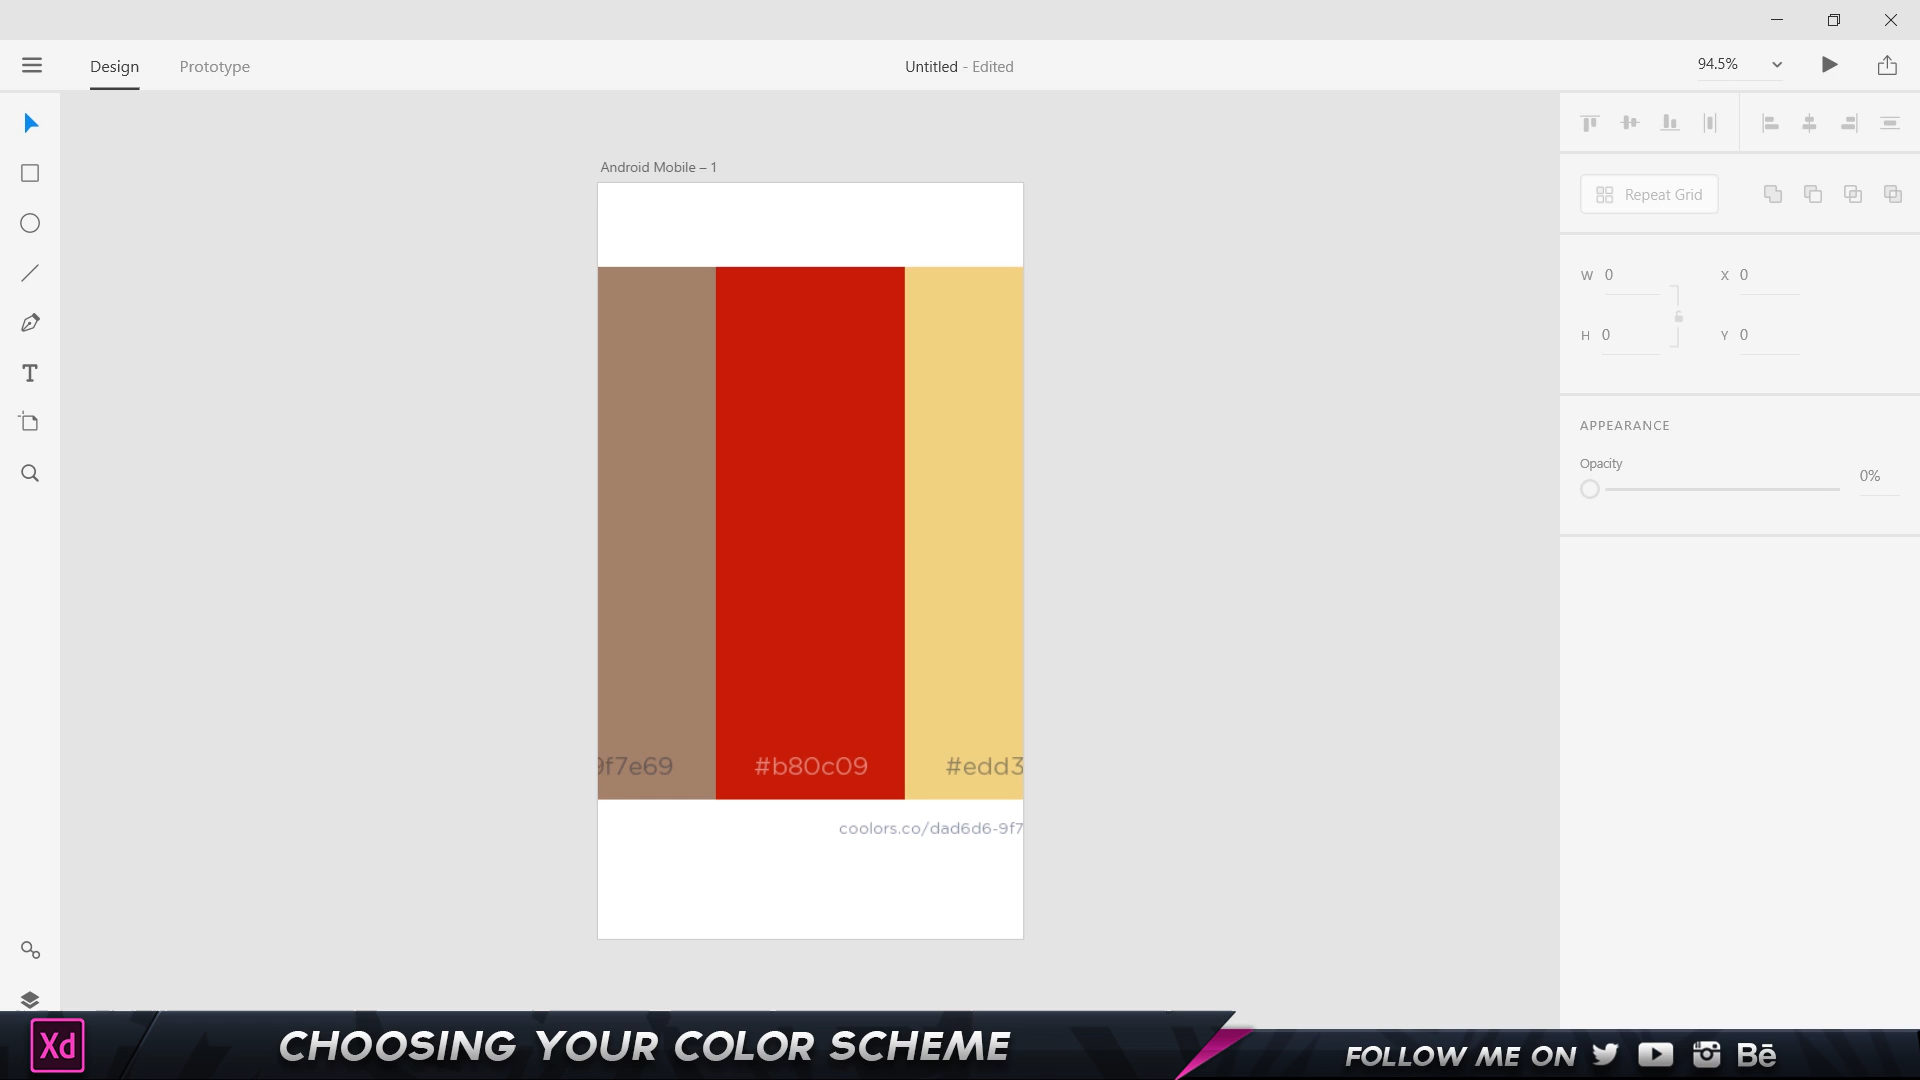 Design
Prototype
Untitled - Edited
94.5%
Android Mobile – 1
Repeat Grid
W 0
X 0
H 0
Y 0
APPEARANCE
Opacity
0%
9f7e69
#b80c09
#edd3
coolors.co/dad6d6-9f7
Xd
CHOOSING YOUR COLOR SCHEME
FOLLOW ME ON
Bē